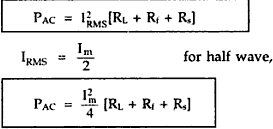 P_AC = I²_RMS [R_L + R_f + R_s]
I_RMS = I_m / 2 for half wave,
P_AC = I²_m / 4 [R_L + R_f + R_s]